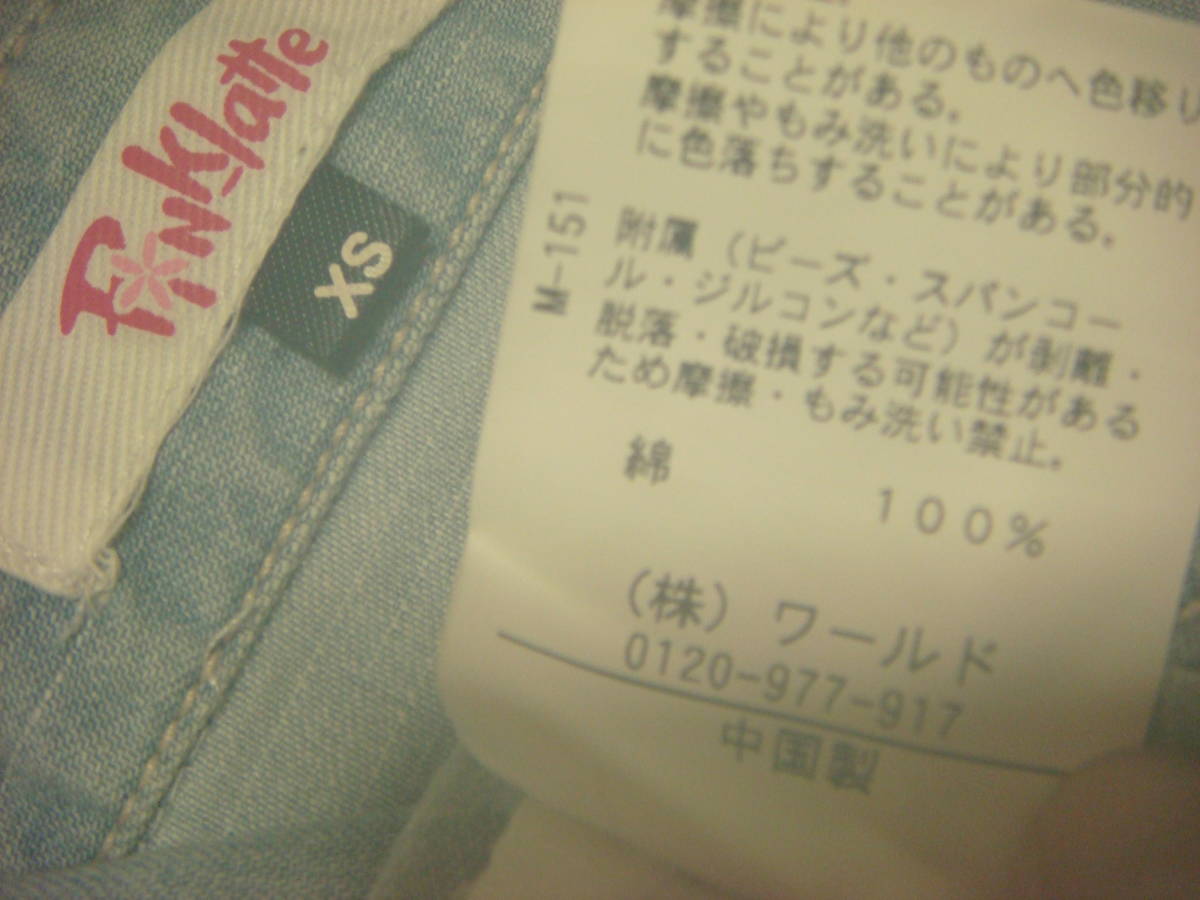 PinkLatte
XS
摩擦により他のものへ色移り
することがある。
摩擦やもみ洗いにより部分的
に色落ちすることがある。
M-151
附属（ビーズ・スパンコー
ル・ジルコンなど）が剥離・
脱落・破損する可能性がある
ため摩擦・もみ洗い禁止。
綿 100%
（株）ワールド
0120-977-917
中国製